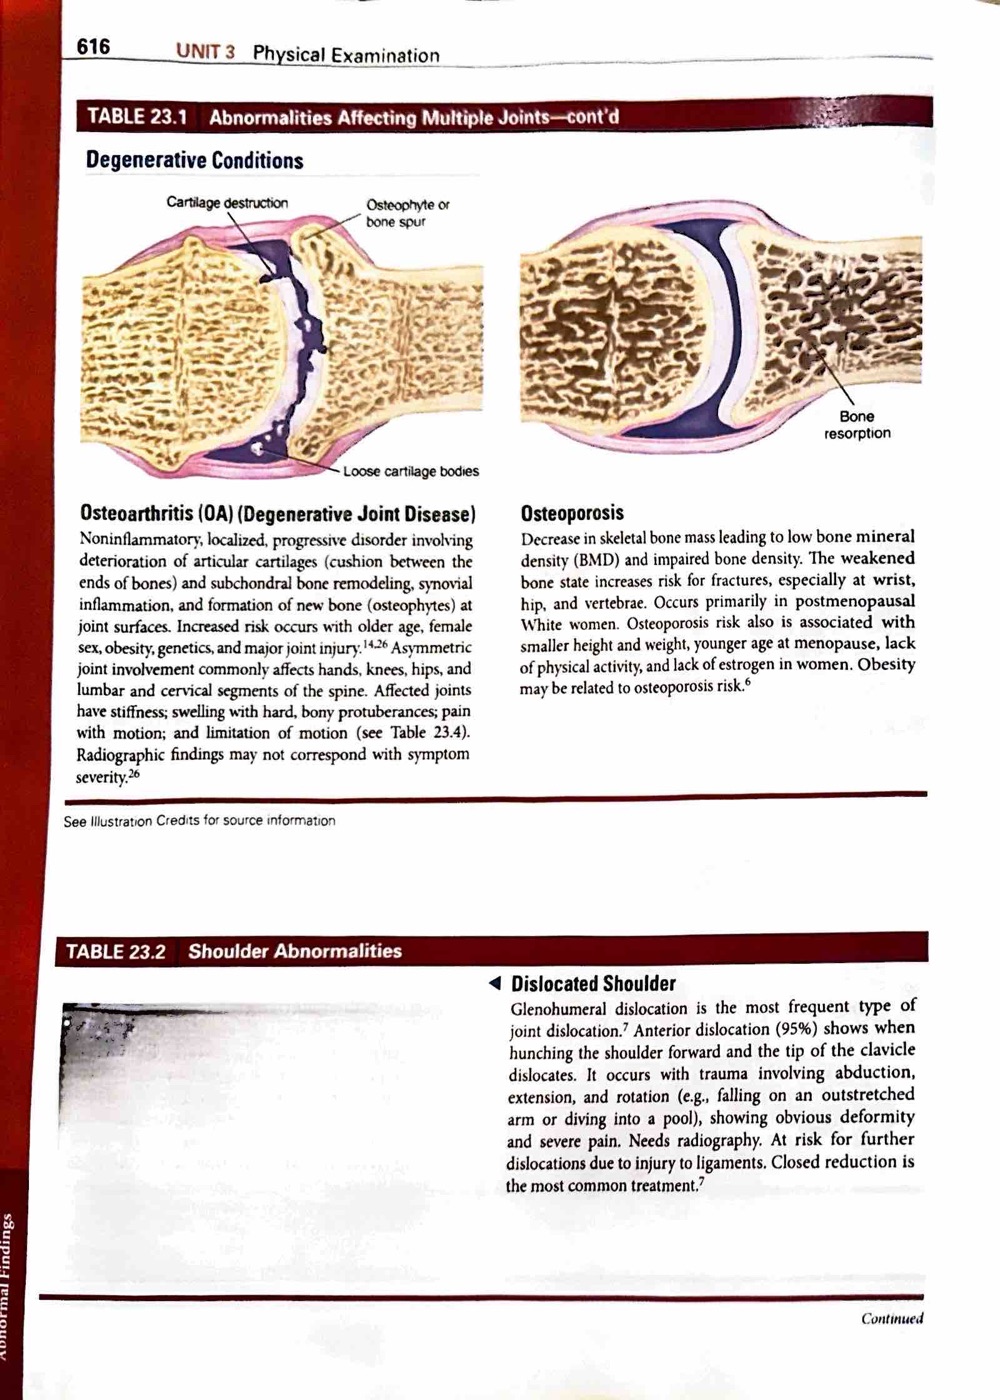 616 UNIT 3 Physical Examination
TABLE 23.1 Abnormalities Affecting Multiple Joints—cont'd
Degenerative Conditions
Cartilage destruction
Osteophyte or
bone spur
Loose cartilage bodies
Bone
resorption
Osteoarthritis (OA) (Degenerative Joint Disease)
Noninflammatory, localized, progressive disorder involving
deterioration of articular cartilages (cushion between the
ends of bones) and subchondral bone remodeling, synovial
inflammation, and formation of new bone (osteophytes) at
joint surfaces. Increased risk occurs with older age, female
sex, obesity, genetics, and major joint injury.14,26 Asymmetric
joint involvement commonly affects hands, knees, hips, and
lumbar and cervical segments of the spine. Affected joints
have stiffness; swelling with hard, bony protuberances; pain
with motion; and limitation of motion (see Table 23.4).
Radiographic findings may not correspond with symptom
severity.26
Osteoporosis
Decrease in skeletal bone mass leading to low bone mineral
density (BMD) and impaired bone density. The weakened
bone state increases risk for fractures, especially at wrist,
hip, and vertebrae. Occurs primarily in postmenopausal
White women. Osteoporosis risk also is associated with
smaller height and weight, younger age at menopause, lack
of physical activity, and lack of estrogen in women. Obesity
may be related to osteoporosis risk.6
See Illustration Credits for source information
TABLE 23.2 Shoulder Abnormalities
◄ Dislocated Shoulder
Glenohumeral dislocation is the most frequent type of
joint dislocation.7 Anterior dislocation (95%) shows when
hunching the shoulder forward and the tip of the clavicle
dislocates. It occurs with trauma involving abduction,
extension, and rotation (e.g., falling on an outstretched
arm or diving into a pool), showing obvious deformity
and severe pain. Needs radiography. At risk for further
dislocations due to injury to ligaments. Closed reduction is
the most common treatment.7
Continued
Abnormal Findings